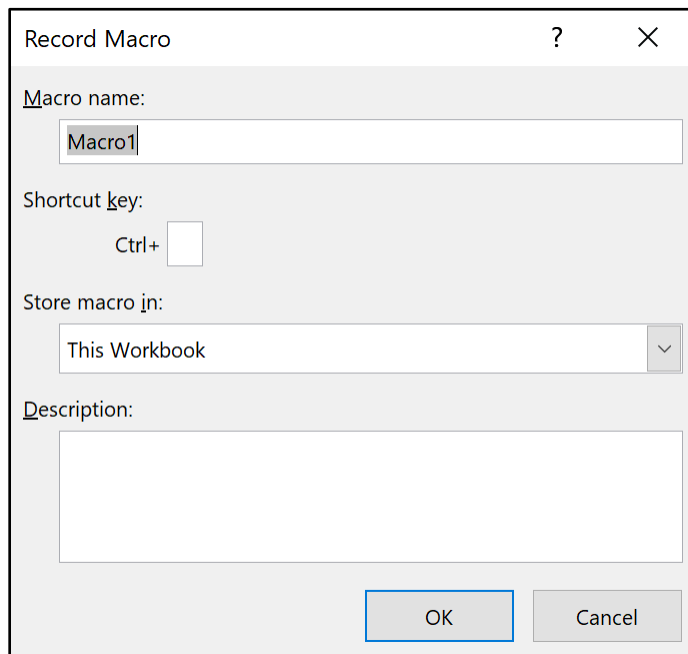 Record Macro ?
Macro name:
Macro1
Shortcut key:
Ctrl+
Store macro in:
This Workbook
Description:
OK Cancel